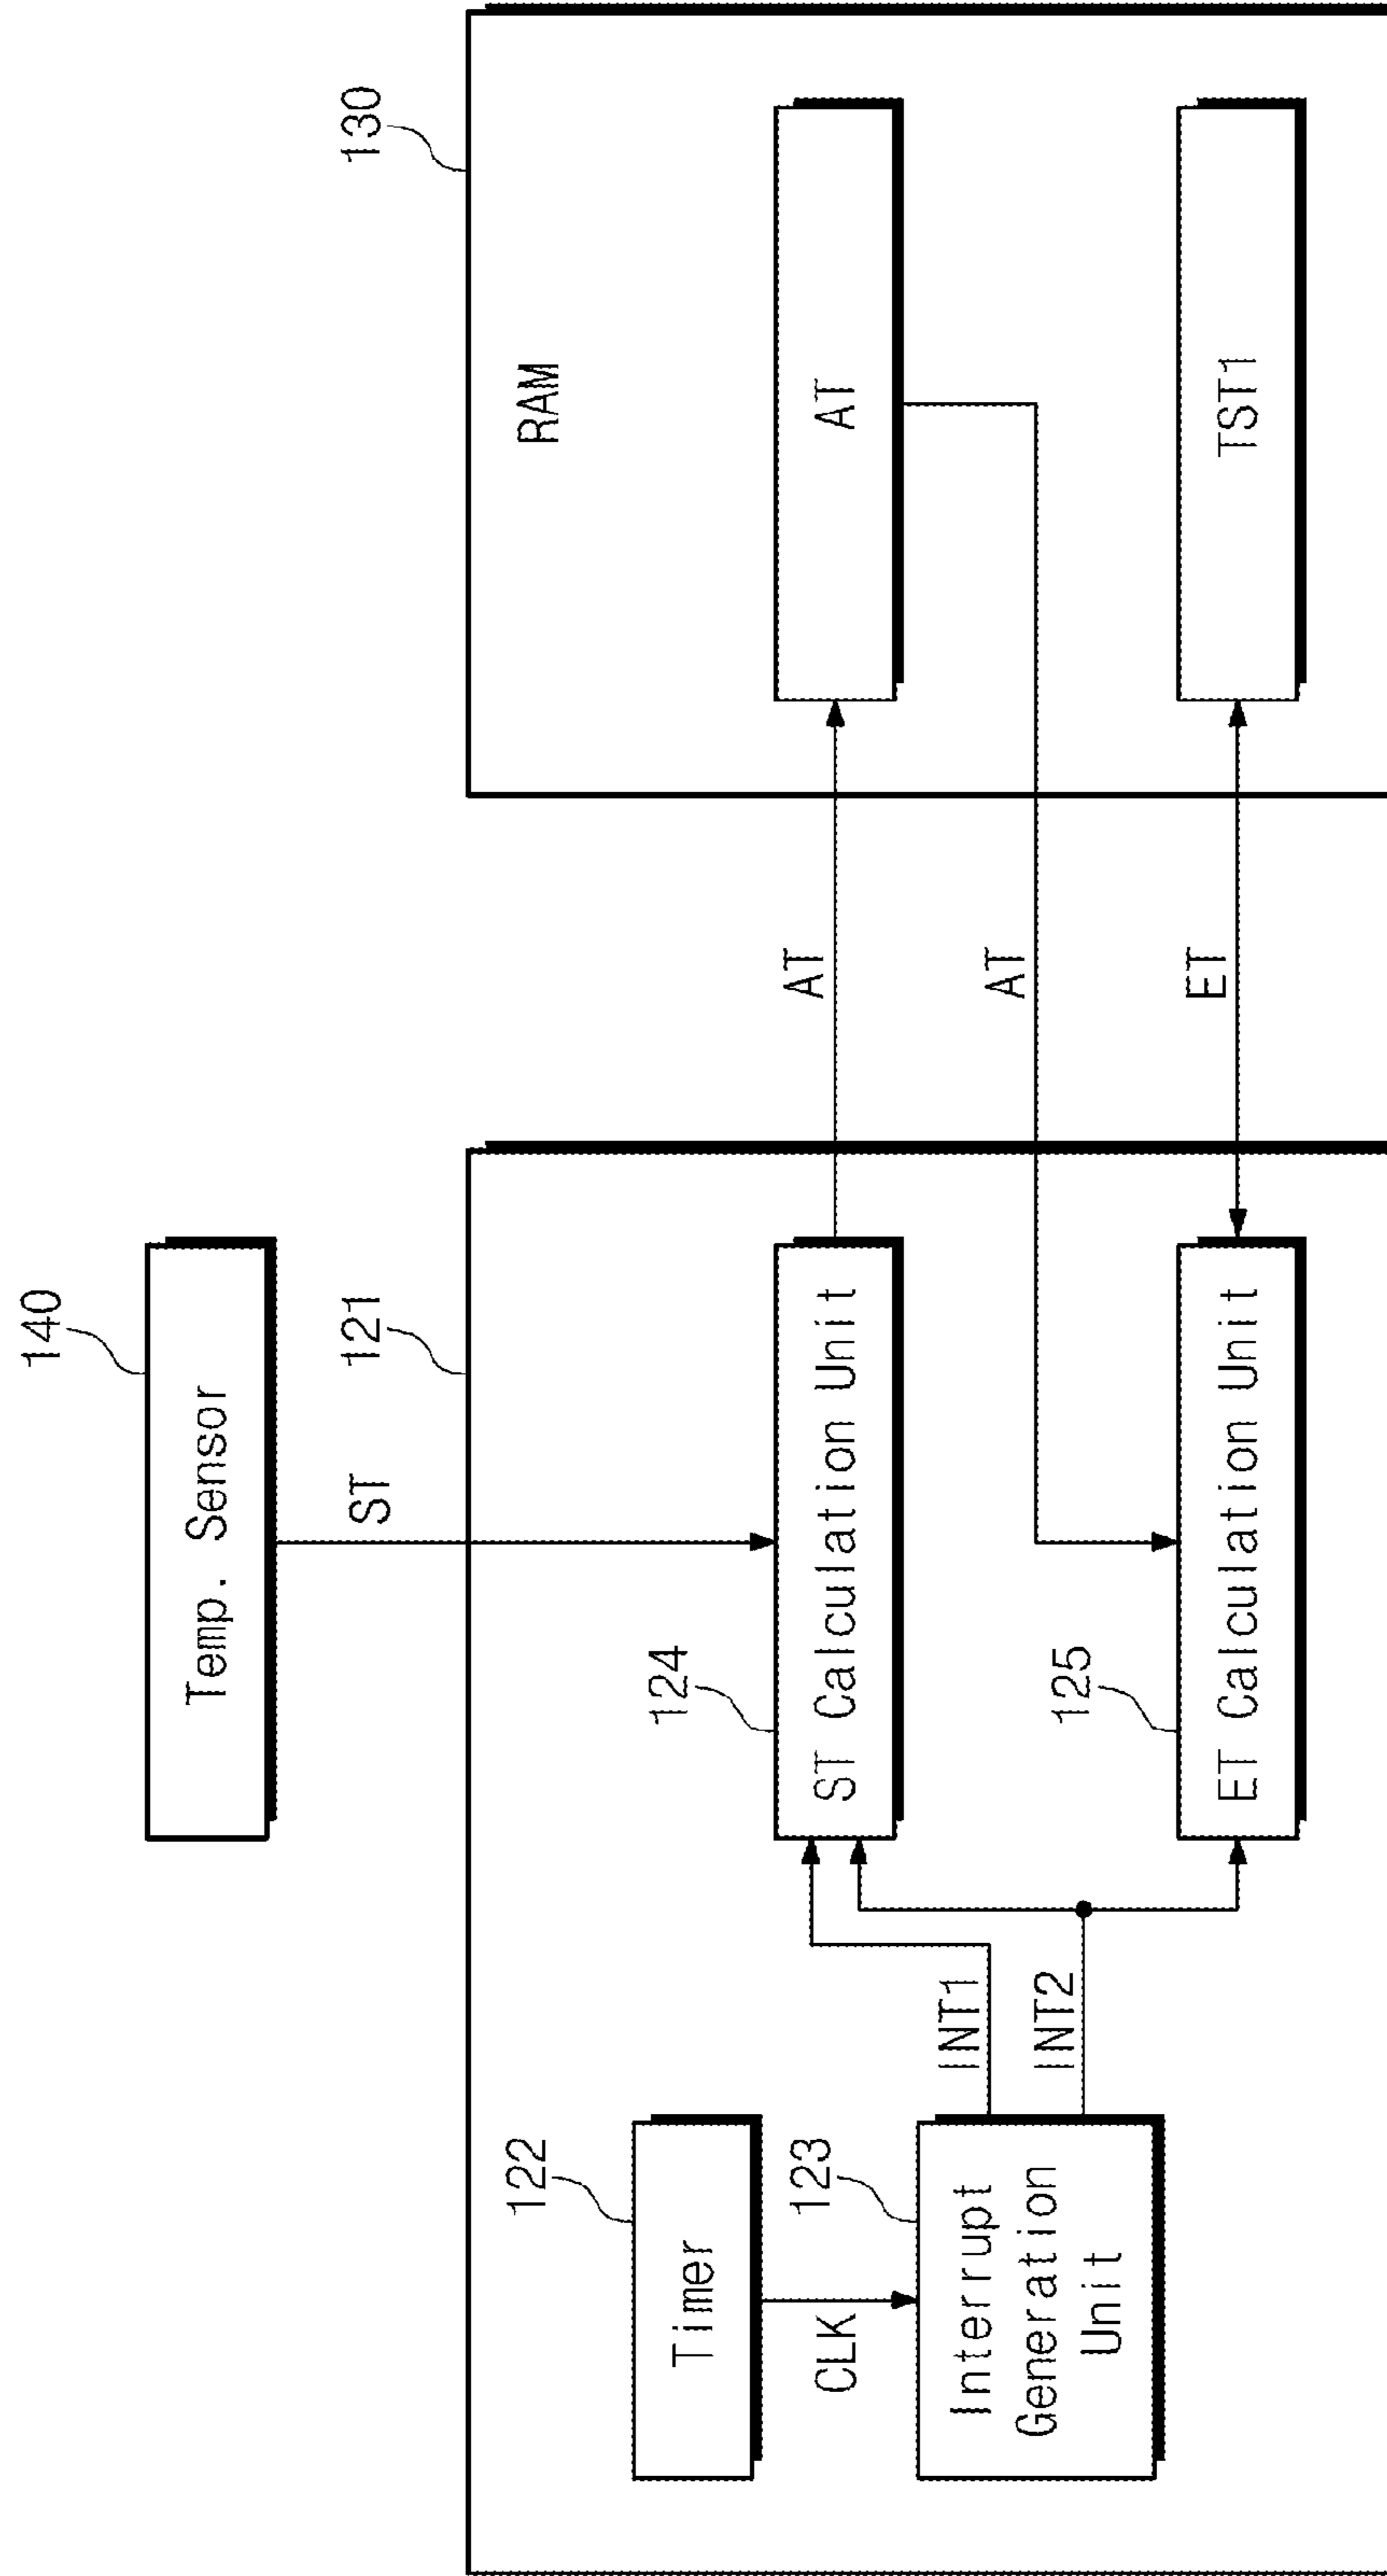 140
Temp. Sensor
ST
121
130
RAM
122
Timer
CLK
123
Interrupt
Generation
Unit
INT1
INT2
124
ST Calculation Unit
AT
AT
AT
125
ET Calculation Unit
ET
TST1